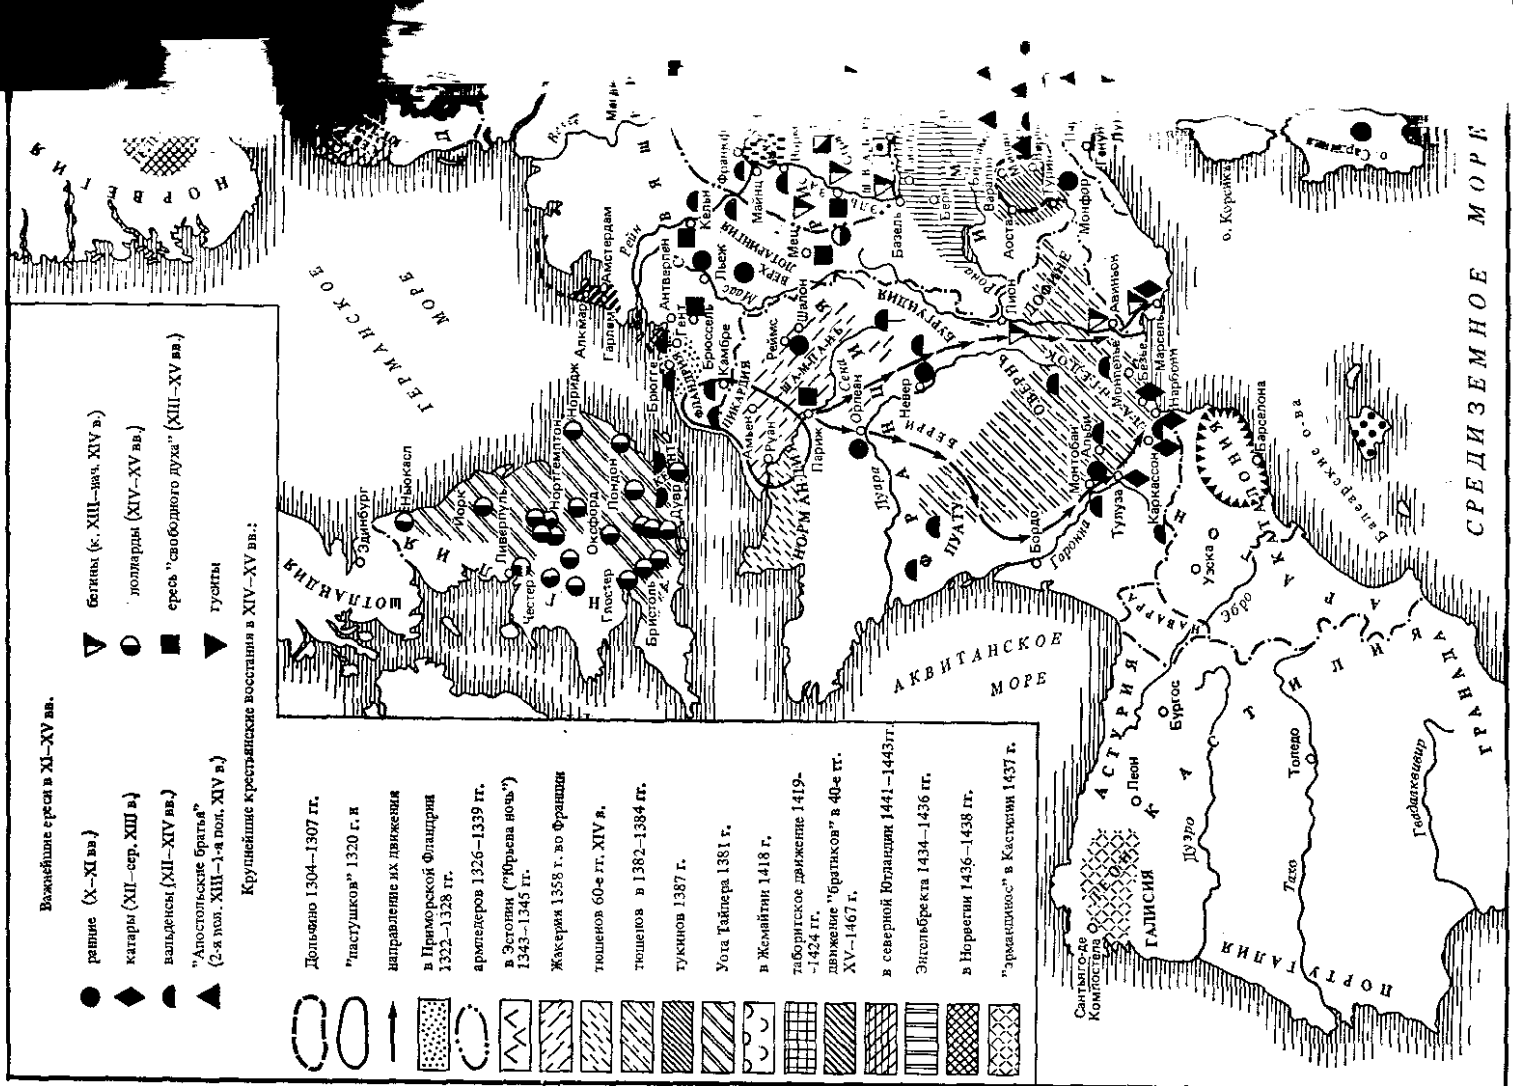 Важнейшие ереси в XI—XV вв.
ранние (X—XI вв.)
катары (XII—сер. XIII в.)
вальденсы (XII—XIV вв.)
"Апостольские братья"
(2-я пол. XIII—1-я пол. XIV в.)
бегины (к. XIII—нач. XIV в.)
лолларды (XIV—XV вв.)
ересь "свободного духа" (XIII—XV вв.)
гуситы
Крупнейшие крестьянские восстания в XIV—XV вв.:
Дольчино 1304—1307 гг.
"пастушков" 1320 г. и
направление их движения
в Приморской Фландрии
1322—1328 гг.
армледеров 1326—1339 гг.
в Эстонии ("Юрьева ночь")
1343—1345 гг.
Жакерия 1358 г. во Франции
тюшенов 60-е гг. XIV в.
тюшенов в 1382—1384 гг.
тукинов 1387 г.
Уота Тайлера 1381 г.
в Жемайтии 1418 г.
таборитское движение 1419-
-1424 гг.
движение "братиков" в 40-е гг.
XV—1467 г.
в северной Ютландии 1441—1443гг.
Энгельбректа 1434—1436 гг.
в Норвегии 1436—1438 гг.
"эрмандинос" в Кастилии 1437 г.
НОРВЕГИЯ
ГЕРМАНСКОЕ
МОРЕ
ШОТЛАНДИЯ
Эдинбург
Ньюкасл
Йорк
Ливерпуль
Честер
Нортгемптон
Норидж
Оксфорд
Глостер
Лондон
Бристоль
Дувр
КЕНТ
Алкмар
Гарлем
Амстердам
Рейн
Антверпен
Гент
Брюгге
ФЛАНДРИЯ
Брюссель
Камбре
ПИКАРДИЯ
Льеж
Кельн
Маас
ВЕРХ.
ЛОТАРИНГИЯ
Майнц
Мец
Амьен
Руан
НОРМАНДИЯ
Реймс
Шалон
ШАМПАНЬ
Париж
Сена
Орлеан
Луара
Невер
БЕРРИ
БУРГУНДИЯ
ФРАНЦИЯ
ПУАТУ
ОВЕРНЬ
Базель
Рона
Лион
ДОФИНЕ
Аоста
Монфор
Бордо
Гаронна
Монтобан
Альби
Тулуза
ЛАНГЕДОК
Монпелье
Безье
Авиньон
Марсель
Нарбонн
Каркассон
АКВИТАНСКОЕ
МОРЕ
НАВАРРА
Уэска
Эбро
КАТАЛОНИЯ
Барселона
АСТУРИЯ
Леон
Бургос
ЛЕОН
ГАЛИСИЯ
Сантьяго-де
Компостела
Дуэро
КАСТИЛИЯ
Тахо
Толедо
ПОРТУГАЛИЯ
Гвадалквивир
ГРАНАДА
Балеарские о-ва
о. Корсика
о. Сардиния
СРЕДИЗЕМНОЕ МОРЕ